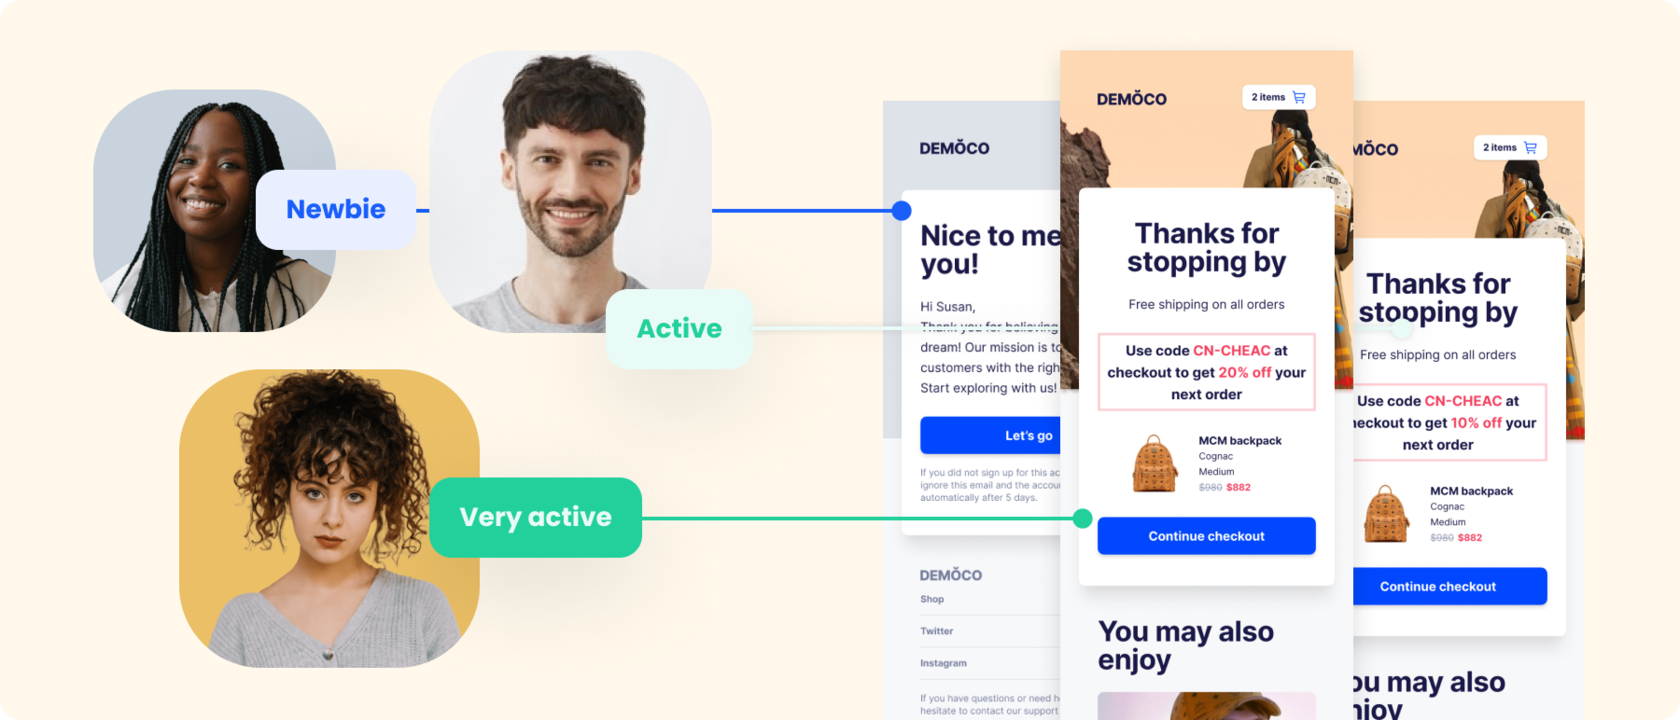 Newbie
Active
Very active
DEMŎCO
Nice to me
you!
Hi Susan,
Thank you for believing
dream! Our mission is to
customers with the righ
Start exploring with us!
Let's go
If you did not sign up for this ac
ignore this email and the accou
automatically after 5 days.
DEMŎCO
Shop
Twitter
Instagram
If you have questions or need h
hesitate to contact our support
DEMŎCO
2 items
Thanks for
stopping by
Free shipping on all orders
Use code CN-CHEAC at
checkout to get 20% off your
next order
MCM backpack
Cognac
Medium
$980 $882
Continue checkout
You may also
enjoy
MŎCO
2 items
Thanks for
stopping by
Free shipping on all orders
Use code CN-CHEAC at
heckout to get 10% off your
next order
MCM backpack
Cognac
Medium
$980 $882
Continue checkout
ou may also
njoy